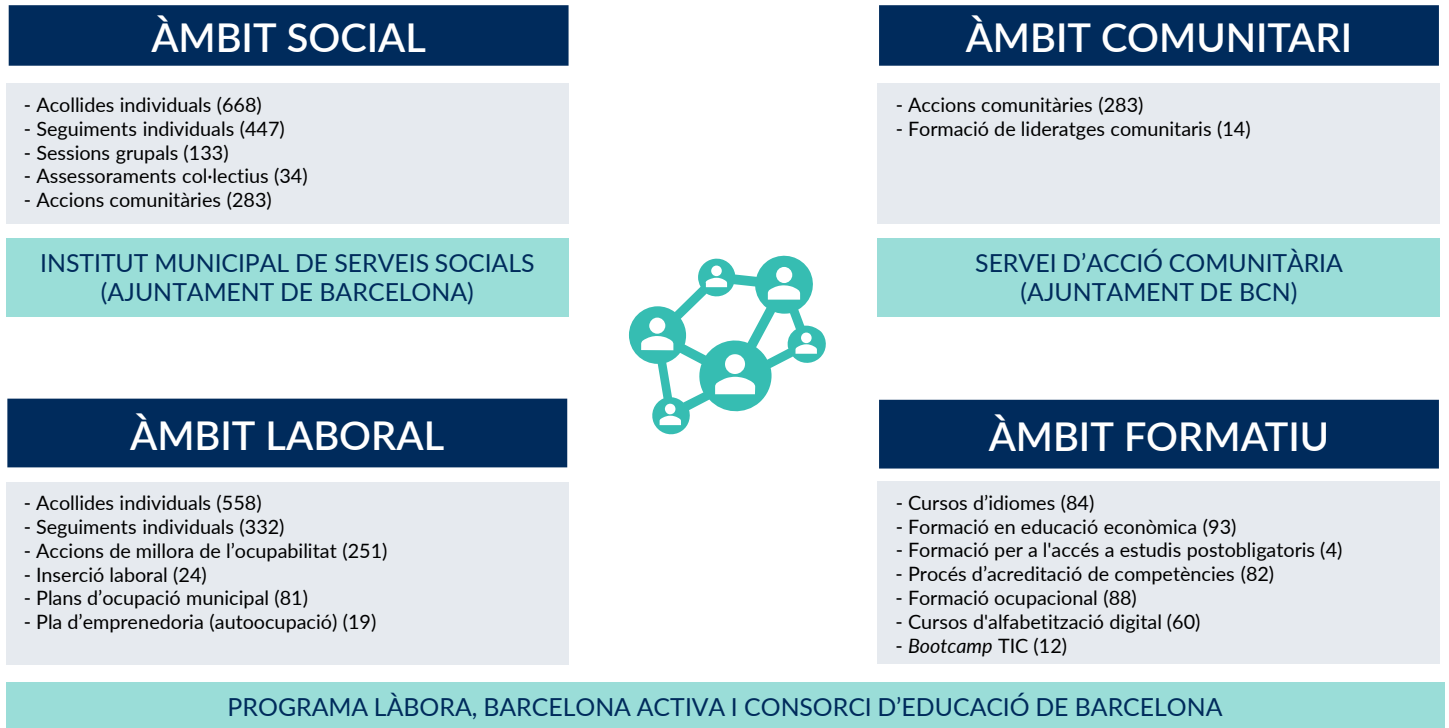 ÀMBIT SOCIAL
- Acollides individuals (668)
- Seguiments individuals (447)
- Sessions grupals (133)
- Assessoraments col·lectius (34)
- Accions comunitàries (283)
INSTITUT MUNICIPAL DE SERVEIS SOCIALS
(AJUNTAMENT DE BARCELONA)
ÀMBIT COMUNITARI
- Accions comunitàries (283)
- Formació de lideratges comunitaris (14)
SERVEI D’ACCIÓ COMUNITÀRIA
(AJUNTAMENT DE BCN)
ÀMBIT LABORAL
- Acollides individuals (558)
- Seguiments individuals (332)
- Accions de millora de l’ocupabilitat (251)
- Inserció laboral (24)
- Plans d’ocupació municipal (81)
- Pla d’emprenedoria (autoocupació) (19)
ÀMBIT FORMATIU
- Cursos d’idiomes (84)
- Formació en educació econòmica (93)
- Formació per a l'accés a estudis postobligatoris (4)
- Procés d’acreditació de competències (82)
- Formació ocupacional (88)
- Cursos d'alfabetització digital (60)
- Bootcamp TIC (12)
PROGRAMA LÀBORA, BARCELONA ACTIVA I CONSORCI D’EDUCACIÓ DE BARCELONA